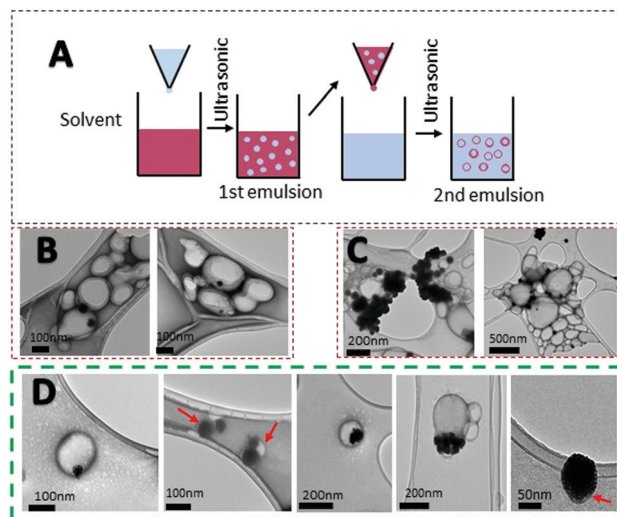 A
Ultrasonic
Ultrasonic
Solvent
1st emulsion
2nd emulsion
B
100nm
100nm
C
200nm
500nm
D
100nm
100nm
200nm
200nm
50nm